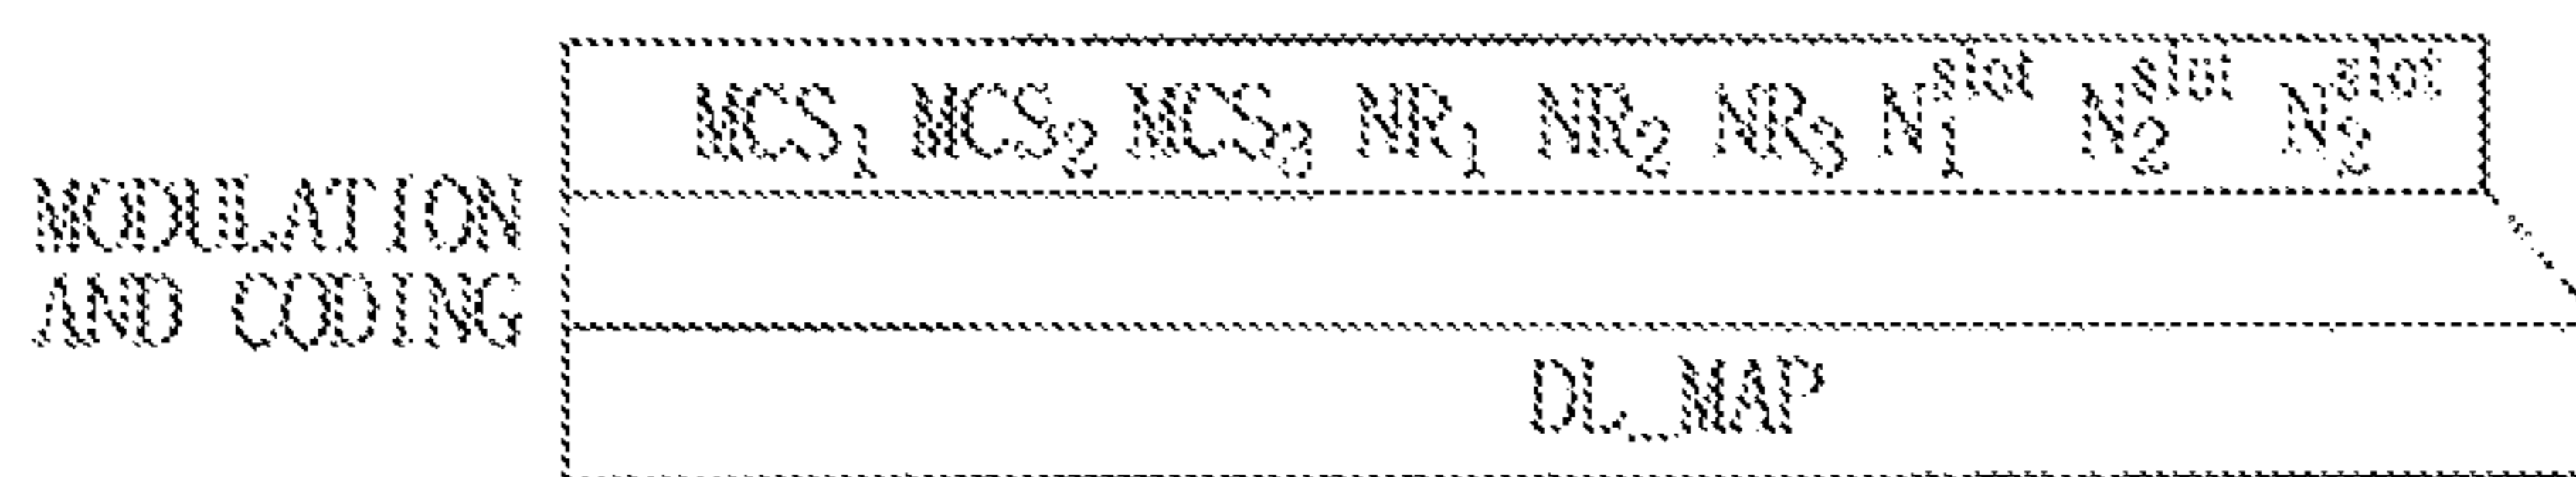 MCS₁ MCS₂ MCS₃ NR₁ NR₂ NR₃ N₁ˢˡᵒᵗ N₂ˢˡᵒᵗ N₂ˢˡᵒᵗ
MODULATION
AND CODING
DL_MAP